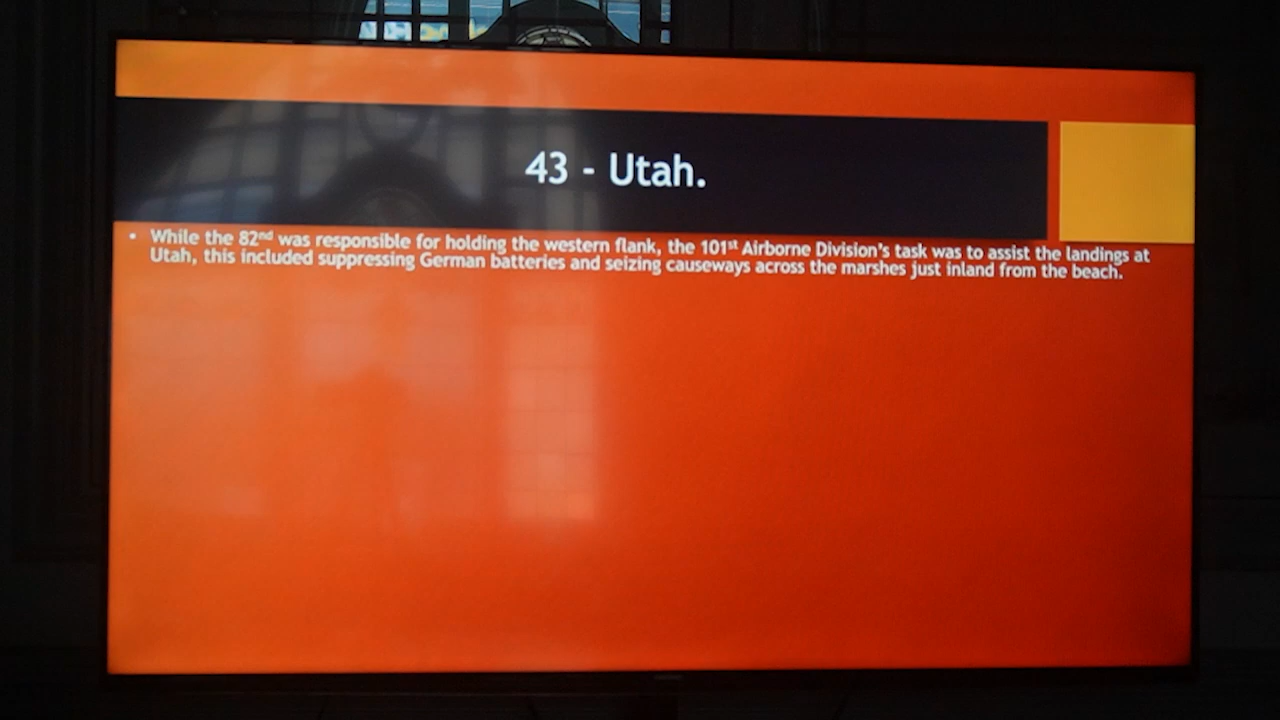 43 - Utah.
• While the 82nd was responsible for holding the western flank, the 101st Airborne Division's task was to assist the landings at
Utah, this included suppressing German batteries and seizing causeways across the marshes just inland from the beach.